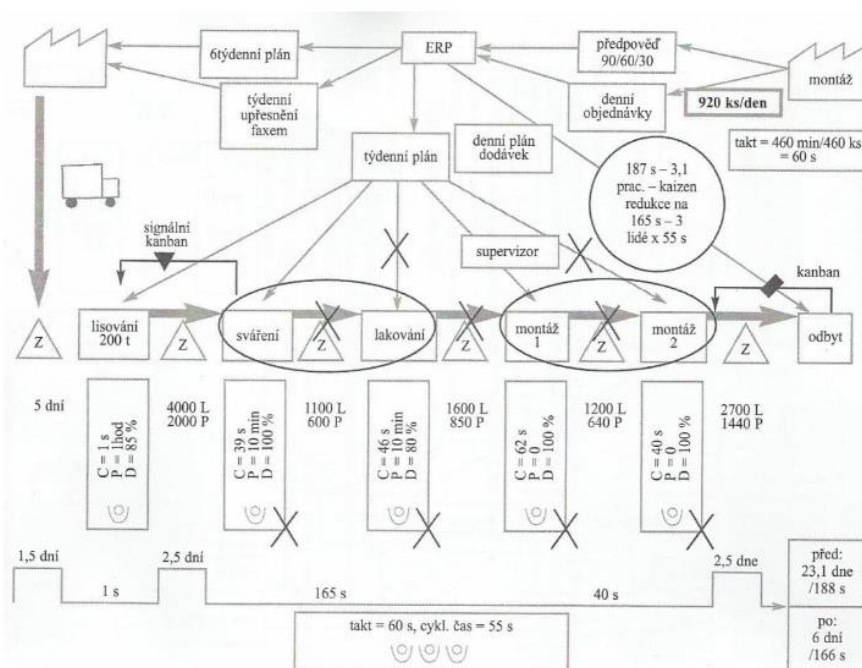 6týdenní plán
ERP
předpověď
90/60/30
montáž
týdenní
upřesnění
faxem
denní
objednávky
920 ks/den
takt = 460 min/460 ks
= 60 s
týdenní plán
denní plán
dodávek
187 s – 3,1
prac. – kaizen
redukce na
165 s – 3
lidé x 55 s
signální
kanban
supervizor
kanban
Z
lisování
200 t
Z
sváření
Z
lakování
Z
montáž
1
Z
montáž
2
Z
odbyt
5 dní
C = 1 s
P = 1hod
D = 85 %
4000 L
2000 P
C = 39 s
P = 10 min
D = 100 %
1100 L
600 P
C = 46 s
P = 10 min
D = 80 %
1600 L
850 P
C = 62 s
P = 0
D = 100 %
1200 L
640 P
C = 40 s
P = 0
D = 100 %
2700 L
1440 P
1,5 dní
1 s
2,5 dní
165 s
40 s
2,5 dne
před:
23,1 dne
/188 s
po:
6 dní
/166 s
takt = 60 s, cykl. čas = 55 s